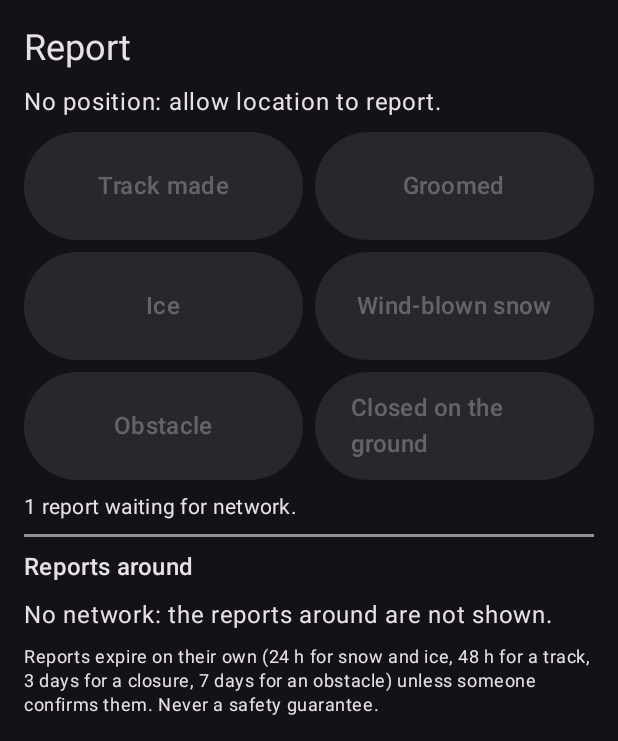 Report
No position: allow location to report.
Track made
Groomed
Ice
Wind-blown snow
Obstacle
Closed on the
ground
1 report waiting for network.
Reports around
No network: the reports around are not shown.
Reports expire on their own (24 h for snow and ice, 48 h for a track,
3 days for a closure, 7 days for an obstacle) unless someone
confirms them. Never a safety guarantee.